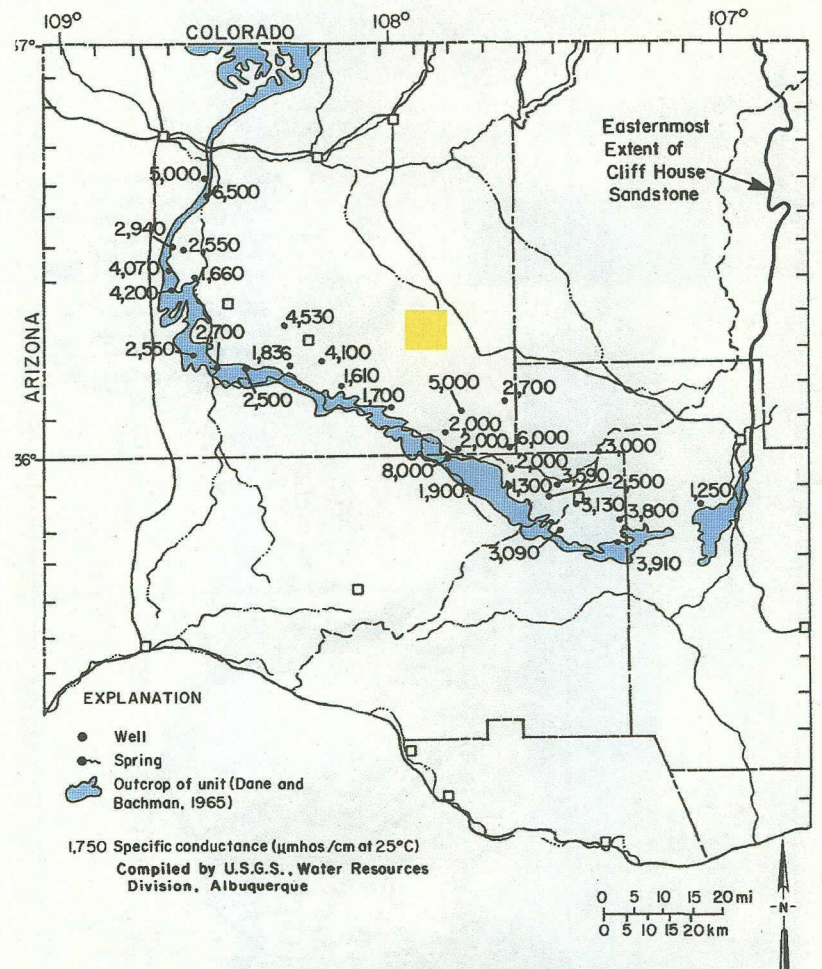 109°
108°
107°
COLORADO
37°
Easternmost
Extent of
Cliff House
Sandstone
5,000
6,500
2,940
2,550
4,070
1,660
4,200
ARIZONA
4,530
2,700
2,550
1,836
4,100
2,500
1,610
1,700
5,000
2,700
2,000
2,000
6,000
3,000
36°
8,000
2,000
3,590
2,500
1,900
1,300
3,130
3,800
1,250
3,090
3,910
EXPLANATION
Well
Spring
Outcrop of unit (Dane and
Bachman, 1965)
1,750 Specific conductance (µmhos/cm at 25°C)
Compiled by U.S.G.S., Water Resources
Division, Albuquerque
0 5 10 15 20 mi
0 5 10 15 20 km
-N-